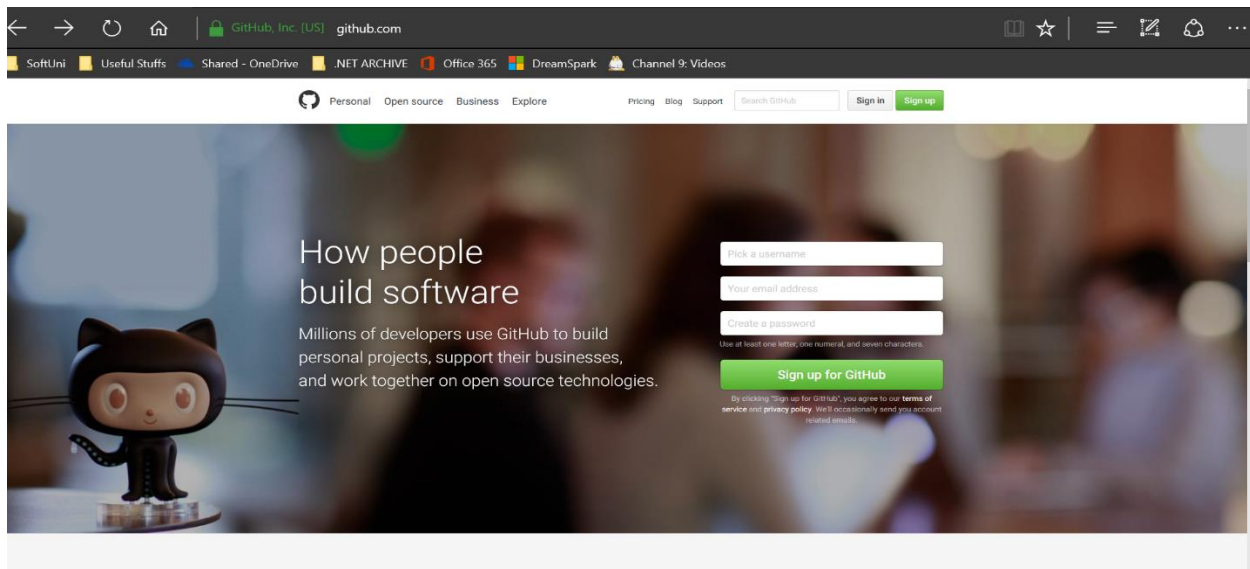 GitHub, Inc. [US] github.com
SoftUni Useful Stuffs Shared - OneDrive .NET ARCHIVE Office 365 DreamSpark Channel 9: Videos
Personal Open source Business Explore Pricing Blog Support Search GitHub Sign in Sign up
How people
build software
Millions of developers use GitHub to build
personal projects, support their businesses,
and work together on open source technologies.
Pick a username
Your email address
Create a password
Use at least one letter, one numeral, and seven characters.
Sign up for GitHub
By clicking "Sign up for GitHub", you agree to our terms of
service and privacy policy. We'll occasionally send you account
related emails.